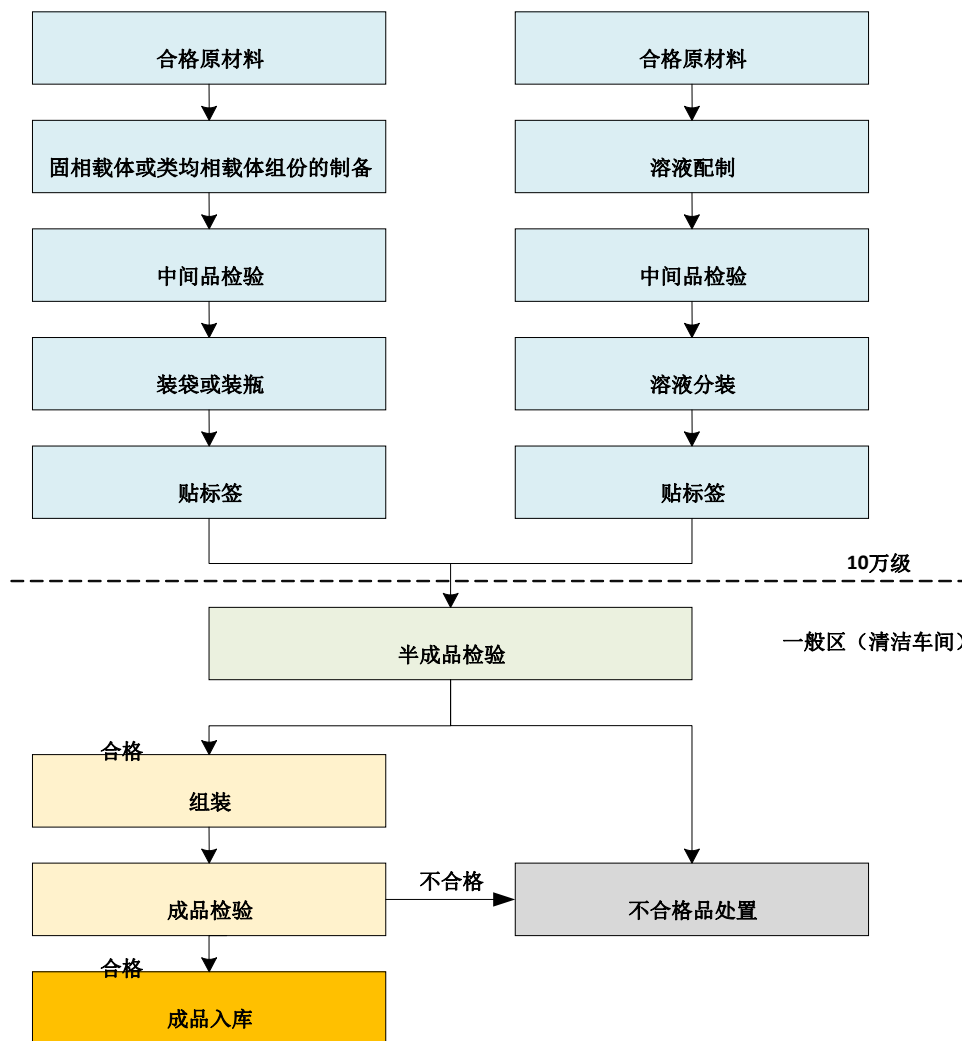 合格原材料
合格原材料
固相载体或类均相载体组份的制备
溶液配制
中间品检验
中间品检验
装袋或装瓶
溶液分装
贴标签
贴标签
10万级
一般区（清洁车间）
半成品检验
合格
组装
不合格
成品检验
不合格品处置
合格
成品入库